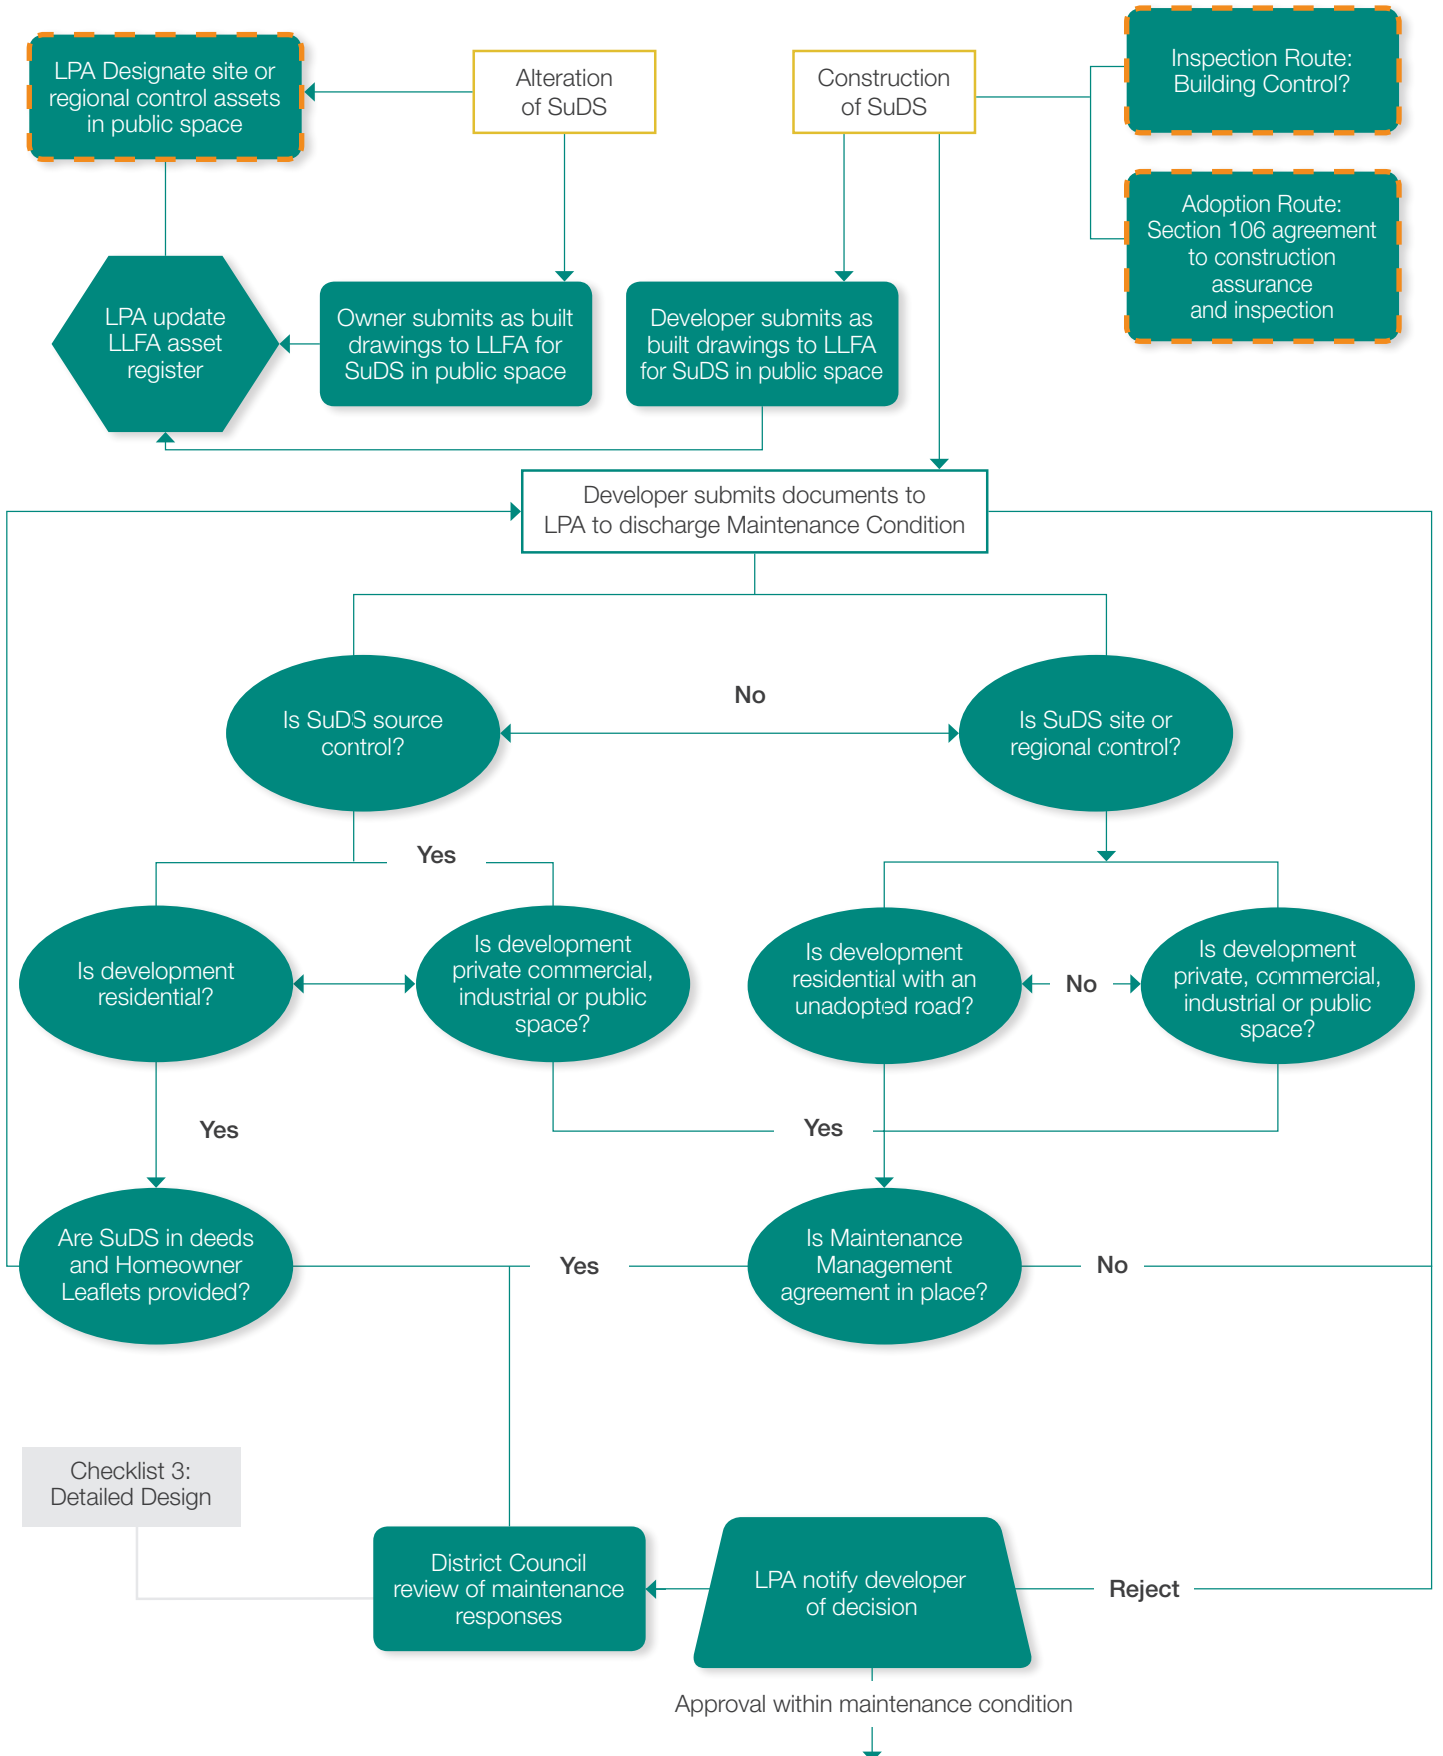 LPA Designate site or
regional control assets
in public space
Alteration
of SuDS
Construction
of SuDS
Inspection Route:
Building Control?
Adoption Route:
Section 106 agreement
to construction
assurance
and inspection
LPA update
LLFA asset
register
Owner submits as built
drawings to LLFA for
SuDS in public space
Developer submits as
built drawings to LLFA
for SuDS in public space
Developer submits documents to
LPA to discharge Maintenance Condition
Is SuDS source
control?
No
Is SuDS site or
regional control?
Yes
Is development
residential?
Is development
private commercial,
industrial or public
space?
Is development
residential with an
unadopted road?
No
Is development
private, commercial,
industrial or public
space?
Yes
Yes
Are SuDS in deeds
and Homeowner
Leaflets provided?
Yes
Is Maintenance
Management
agreement in place?
No
Checklist 3:
Detailed Design
District Council
review of maintenance
responses
LPA notify developer
of decision
Reject
Approval within maintenance condition